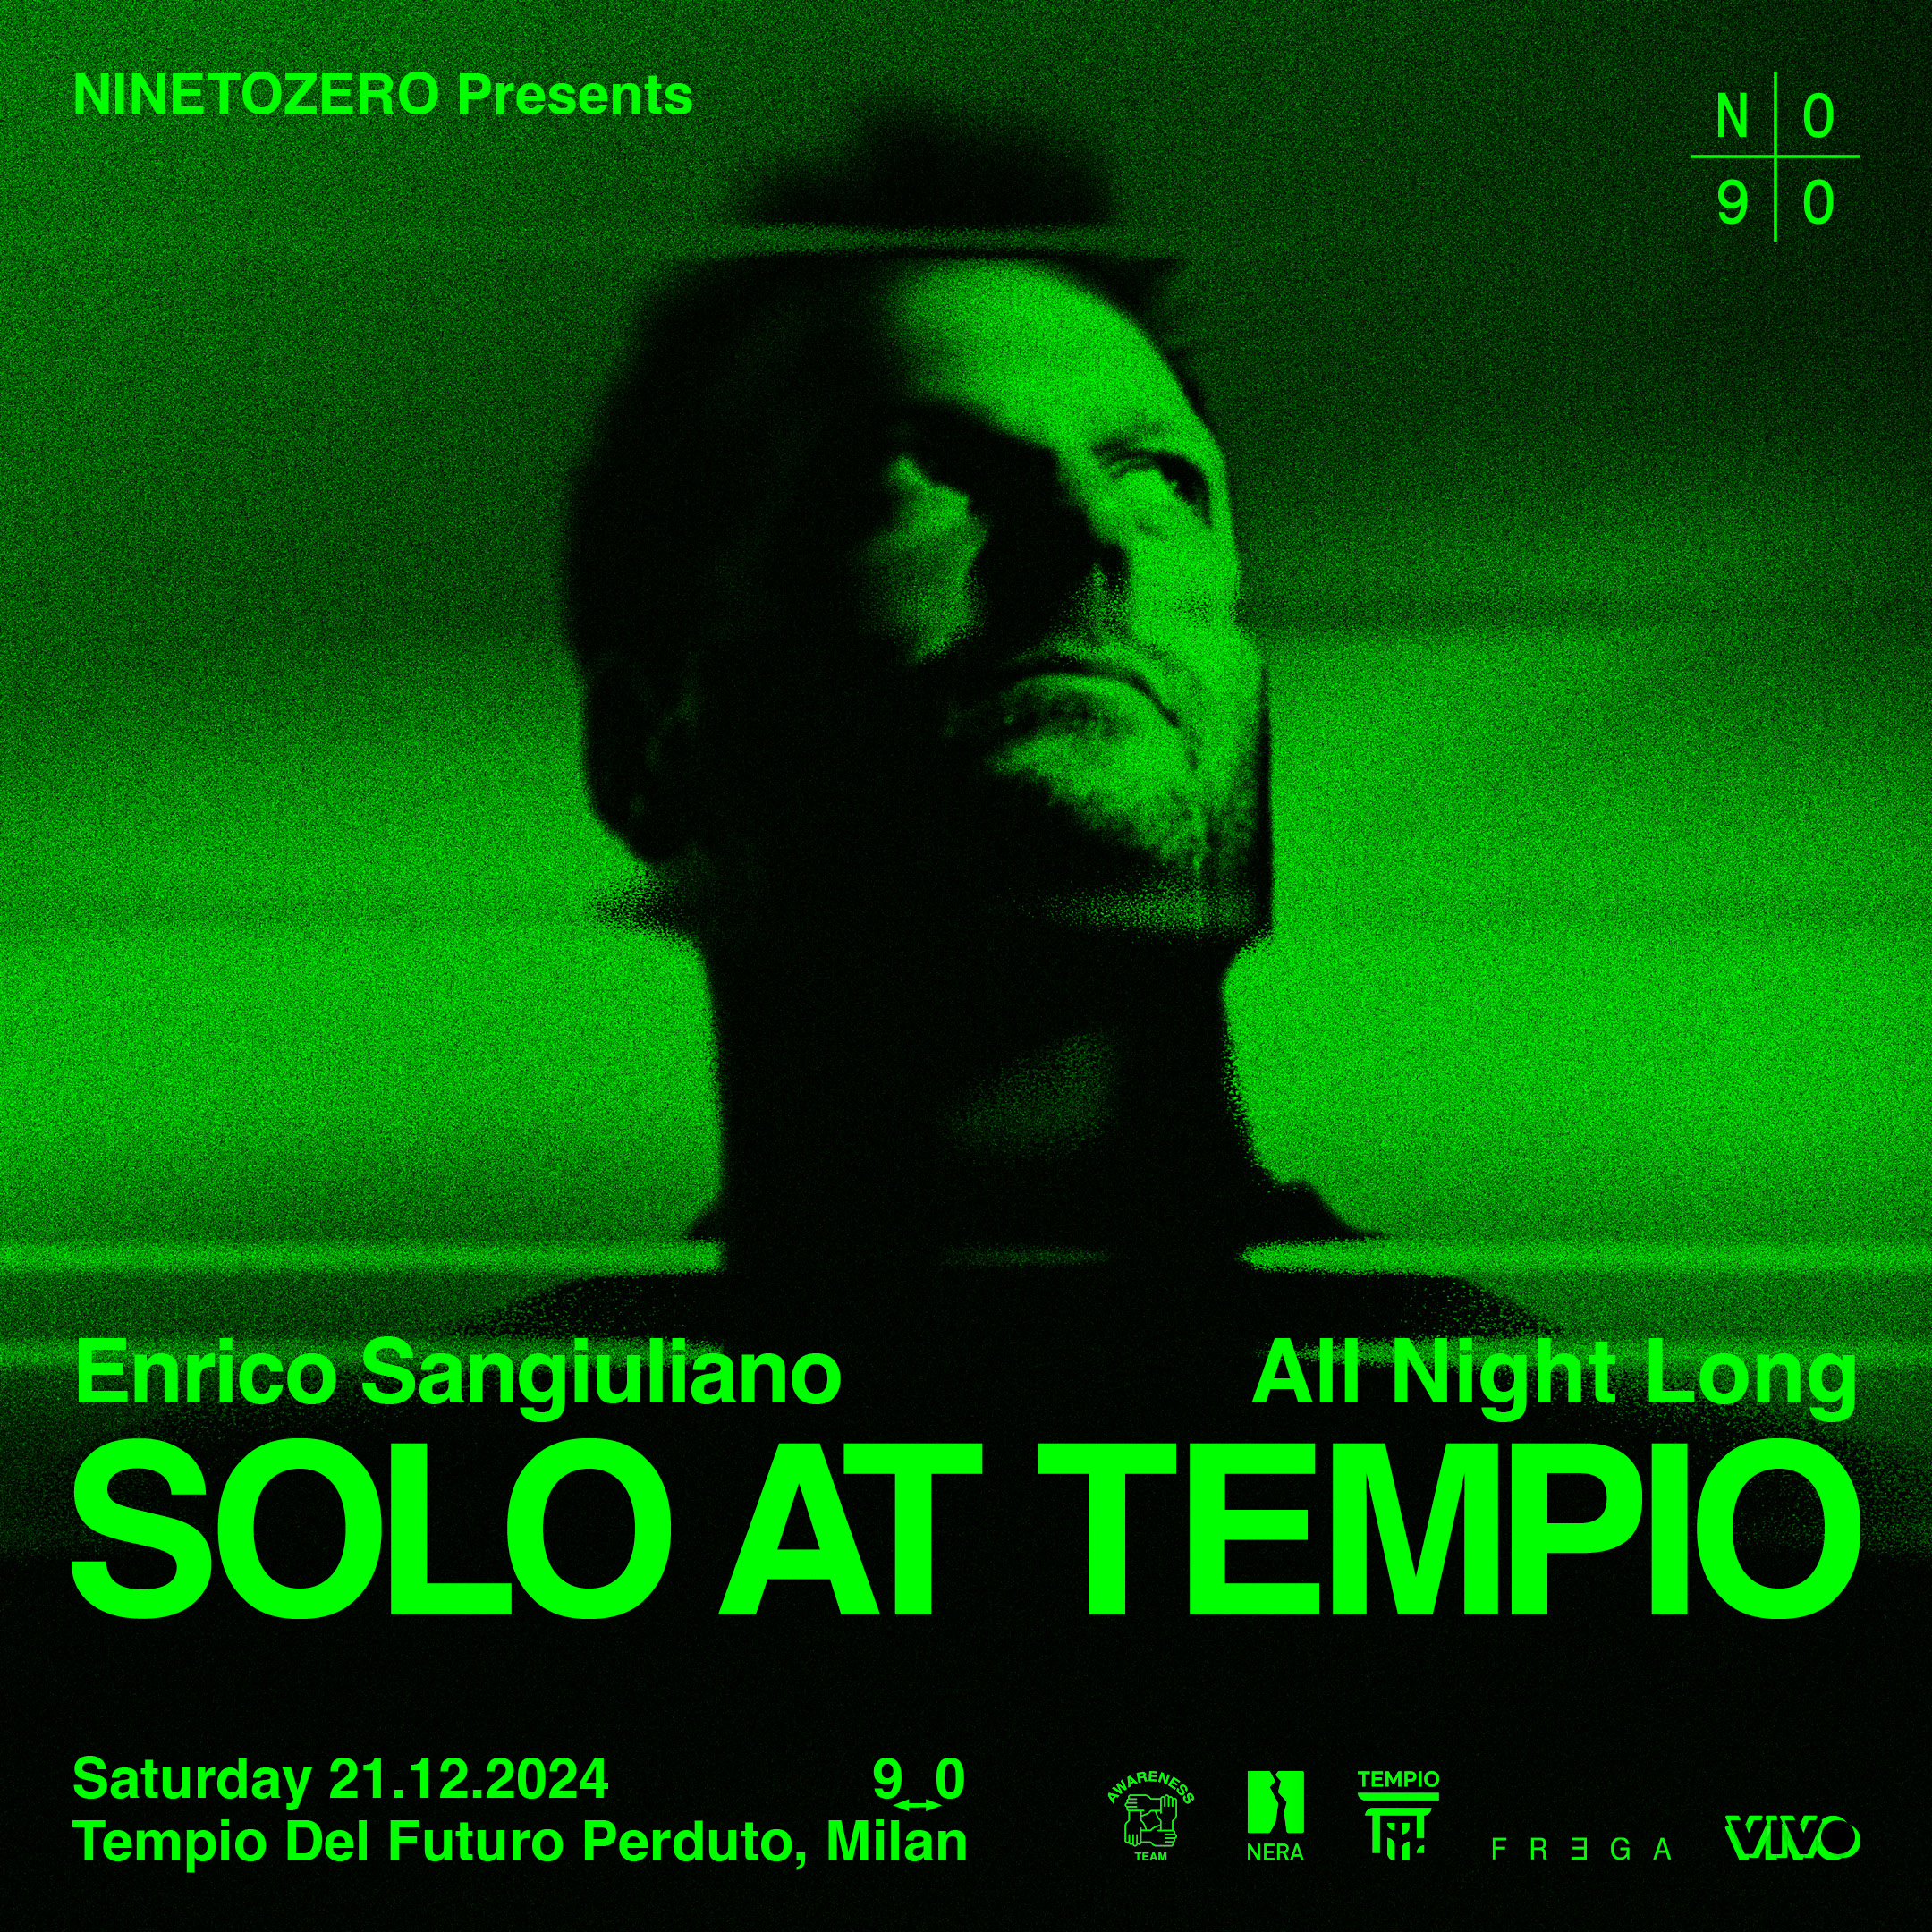 NINETOZERO Presents
N O
9 0
Enrico Sangiuliano
All Night Long
SOLO AT TEMPIO
Saturday 21.12.2024
9 0
Tempio Del Futuro Perduto, Milan
AWARENESS
TEAM
NERA
TEMPIO
FRƎGA
VIVO